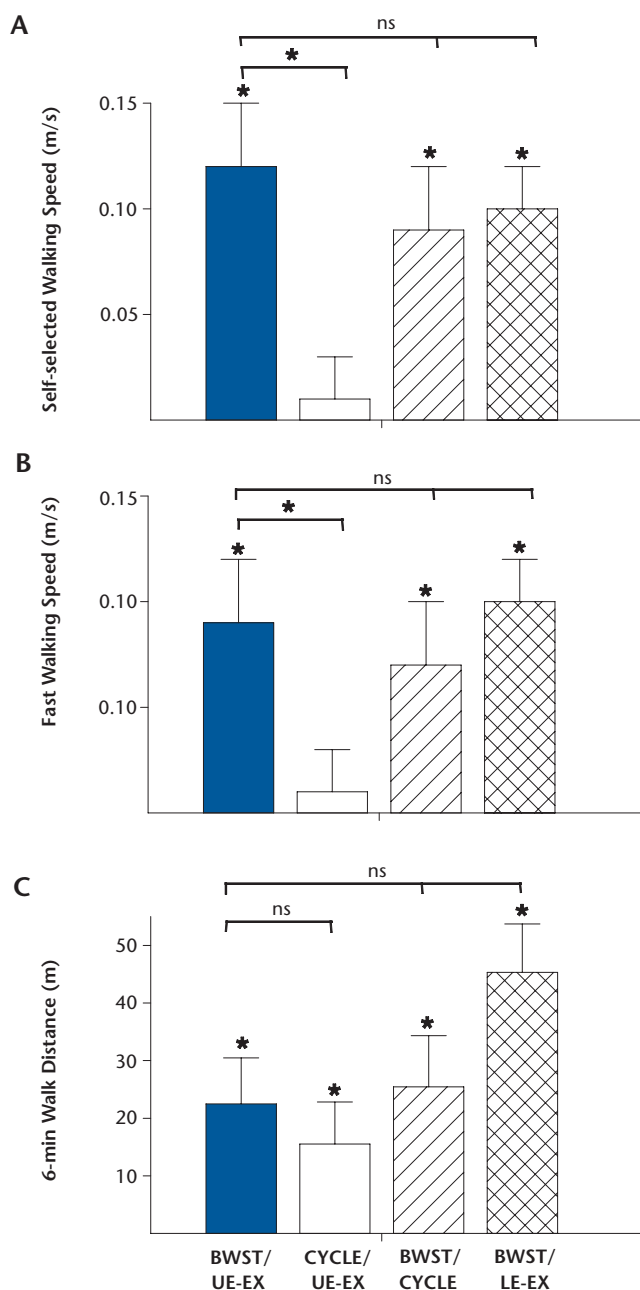 A
ns
*
*
*
*
0.15
0.10
0.05
Self-selected Walking Speed (m/s)
B
ns
*
*
*
*
0.15
0.10
0.10
Fast Walking Speed (m/s)
C
ns
ns
*
*
*
*
50
40
30
20
10
6-min Walk Distance (m)
BWST/ CYCLE/ BWST/ BWST/
UE-EX UE-EX CYCLE LE-EX